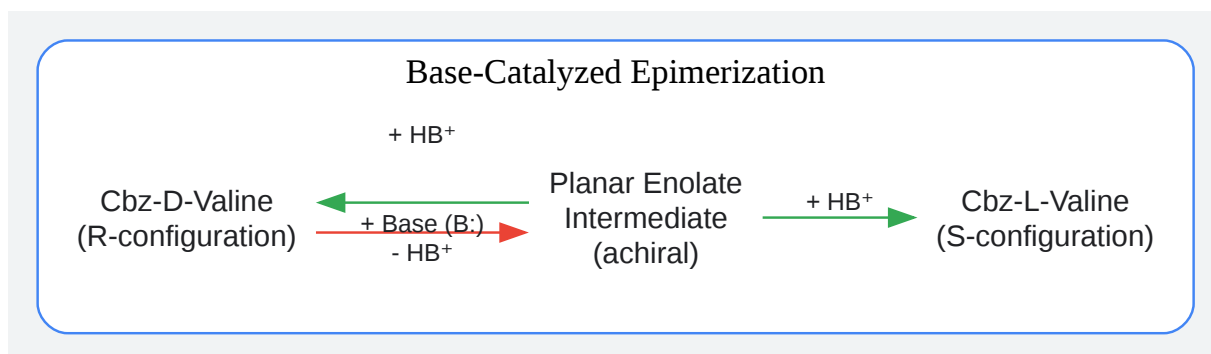 Base-Catalyzed Epimerization
+ HB⁺
Cbz-D-Valine
(R-configuration)
+ Base (B:)
- HB⁺
Planar Enolate
Intermediate
(achiral)
+ HB⁺
Cbz-L-Valine
(S-configuration)